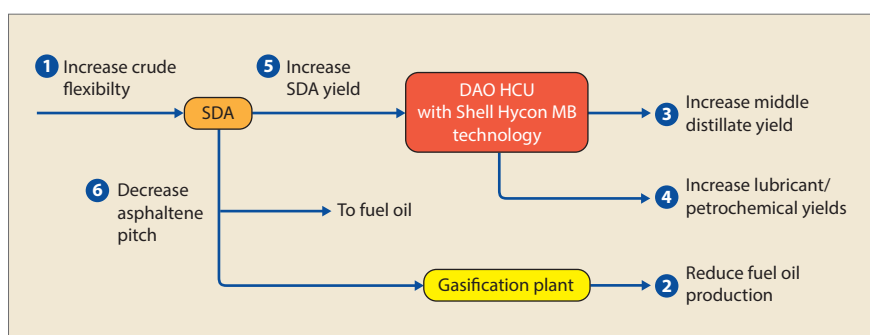 1 Increase crude
flexibilty
5 Increase
SDA yield
SDA
DAO HCU
with Shell Hycon MB
technology
3 Increase middle
distillate yield
4 Increase lubricant/
petrochemical yields
6 Decrease
asphaltene
pitch
To fuel oil
Gasification plant
2 Reduce fuel oil
production